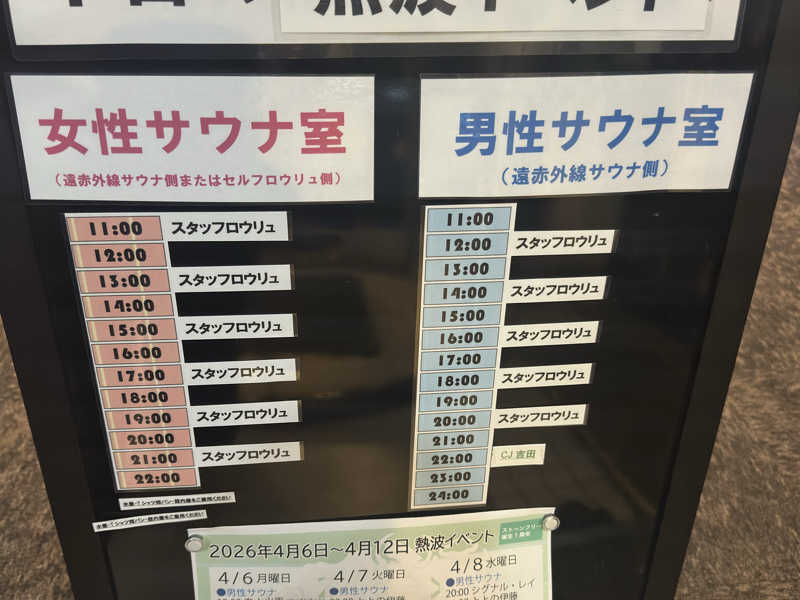 熱波イベント
女性サウナ室
(遠赤外線サウナ側またはセルフロウリュ側)
11:00 スタッフロウリュ
12:00
13:00 スタッフロウリュ
14:00
15:00 スタッフロウリュ
16:00
17:00 スタッフロウリュ
18:00
19:00 スタッフロウリュ
20:00
21:00 スタッフロウリュ
22:00
男性サウナ室
(遠赤外線サウナ側)
11:00
12:00 スタッフロウリュ
13:00
14:00 スタッフロウリュ
15:00
16:00 スタッフロウリュ
17:00
18:00 スタッフロウリュ
19:00
20:00 スタッフロウリュ
21:00
22:00 CJ吉田
23:00
24:00
2026年4月6日〜4月12日 熱波イベント
4/6月曜日
●男性サウナ
4/7火曜日
●男性サウナ
4/8水曜日
●男性サウナ
20:00 シグナル・レイ